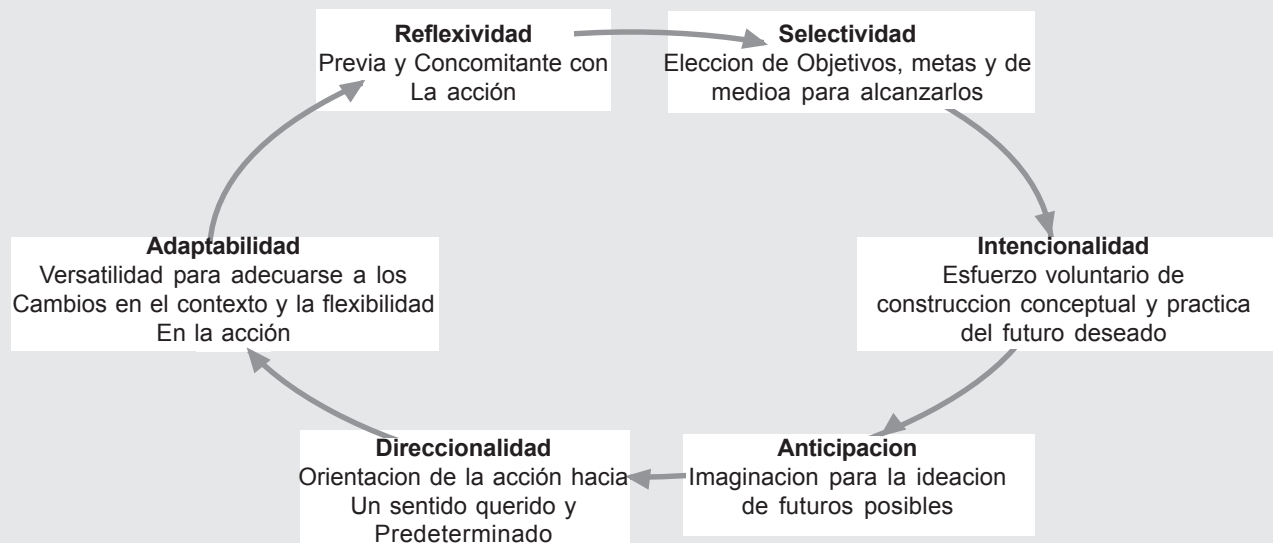 Reflexividad
Previa y Concomitante con
La acción
Selectividad
Eleccion de Objetivos, metas y de
medioa para alcanzarlos
Intencionalidad
Esfuerzo voluntario de
construccion conceptual y practica
del futuro deseado
Anticipacion
Imaginacion para la ideacion
de futuros posibles
Direccionalidad
Orientacion de la acción hacia
Un sentido querido y
Predeterminado
Adaptabilidad
Versatilidad para adecuarse a los
Cambios en el contexto y la flexibilidad
En la acción